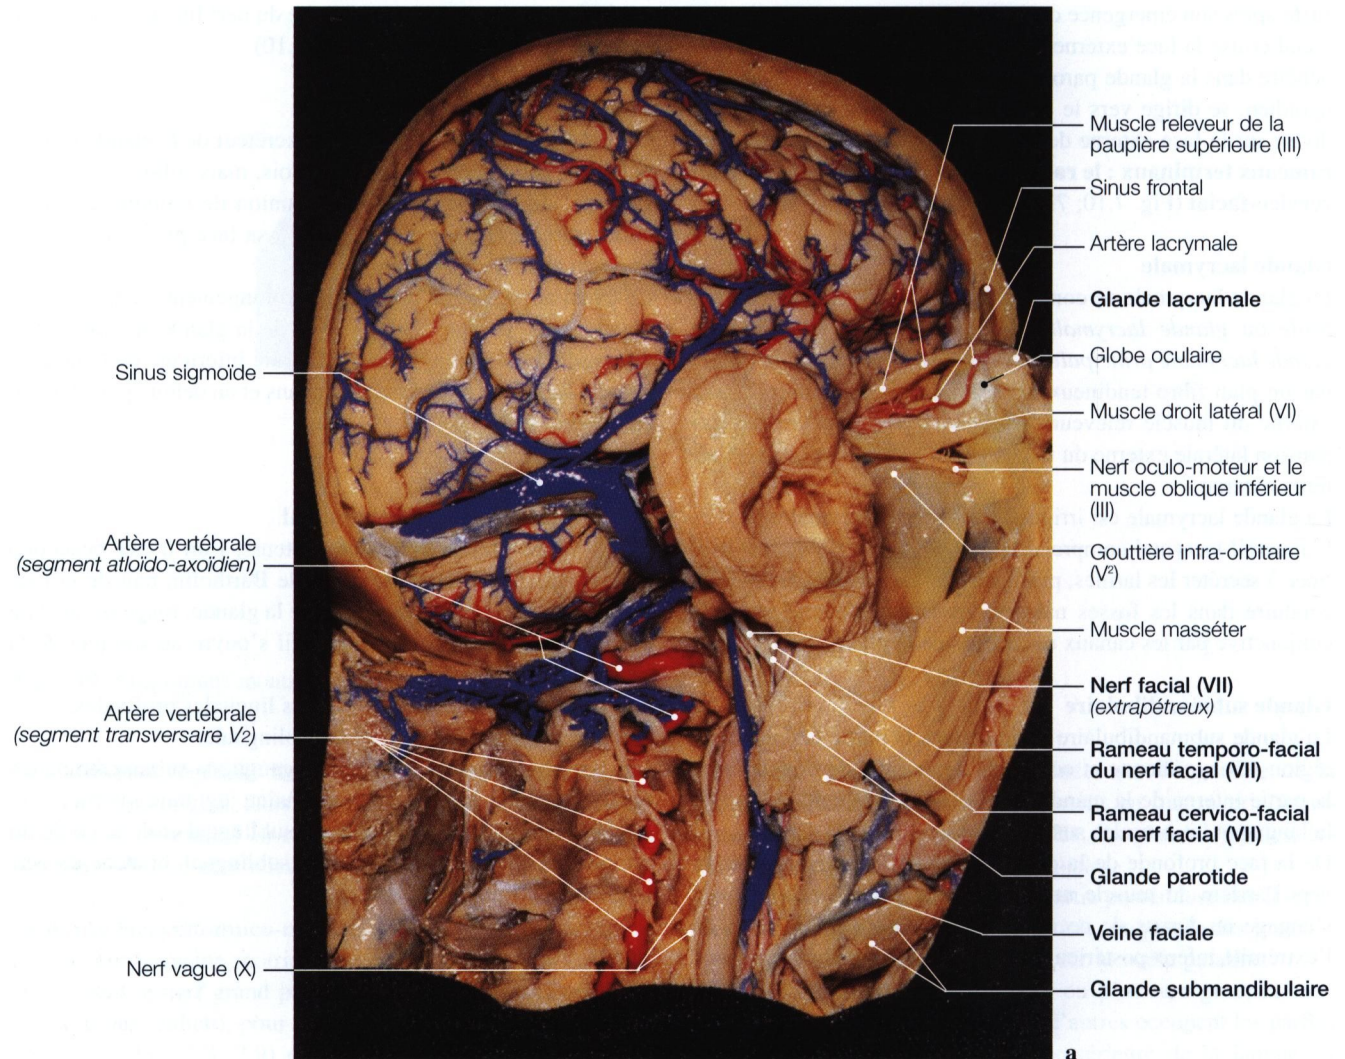 Muscle releveur de la
paupière supérieure (III)
Sinus frontal
Artère lacrymale
Glande lacrymale
Globe oculaire
Muscle droit latéral (VI)
Nerf oculo-moteur et le
muscle oblique inférieur
(III)
Gouttière infra-orbitaire
(V²)
Muscle masséter
Nerf facial (VII)
(extrapétreux)
Rameau temporo-facial
du nerf facial (VII)
Rameau cervico-facial
du nerf facial (VII)
Glande parotide
Veine faciale
Glande submandibulaire
Sinus sigmoïde
Artère vertébrale
(segment atloïdo-axoïdien)
Artère vertébrale
(segment transversaire V2)
Nerf vague (X)
a